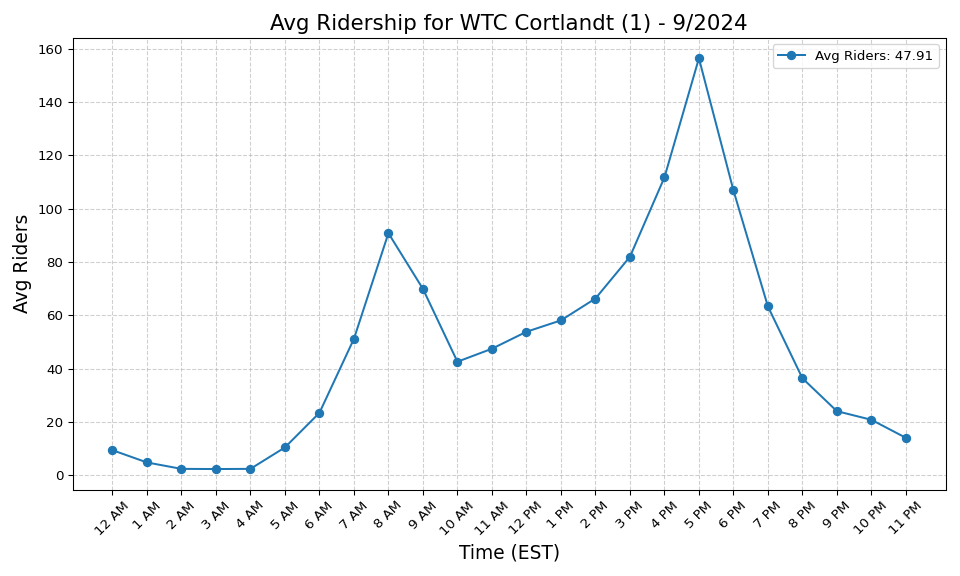 Avg Ridership for WTC Cortlandt (1) - 9/2024
Avg Riders: 47.91
Avg Riders
160
140
120
100
80
60
40
20
0
12 AM
1 AM
2 AM
3 AM
4 AM
5 AM
6 AM
7 AM
8 AM
9 AM
10 AM
11 AM
12 PM
1 PM
2 PM
3 PM
4 PM
5 PM
6 PM
7 PM
8 PM
9 PM
10 PM
11 PM
Time (EST)